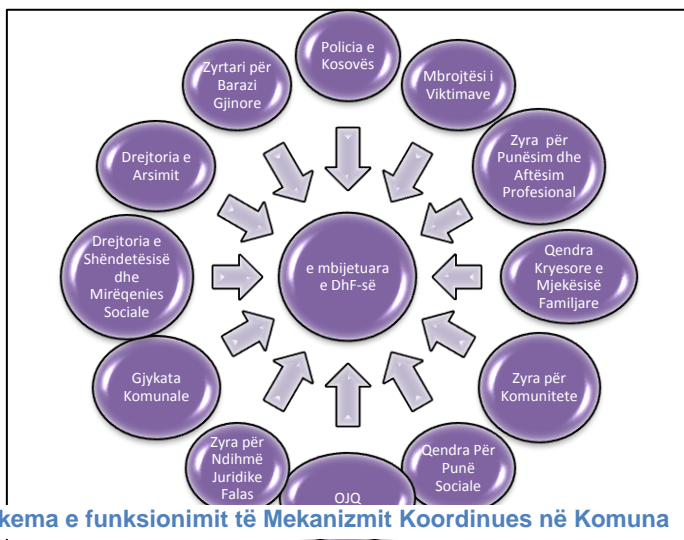 Policia e
Kosovës
Mbrojtësi i
Viktimave
Zyra për
Punësim dhe
Aftësim
Profesional
Qendra
Kryesore e
Mjekësisë
Familjare
Zyra për
Komunitete
Qendra Për
Punë
Sociale
OJQ
Zyra për
Ndihmë
Juridike
Falas
Gjykata
Komunale
Drejtoria e
Shëndetësisë
dhe
Mirëqenies
Sociale
Drejtoria e
Arsimit
Zyrtari për
Barazi
Gjinore
e mbijetuara
e DhF-së
kema e funksionimit të Mekanizmit Koordinues në Komuna